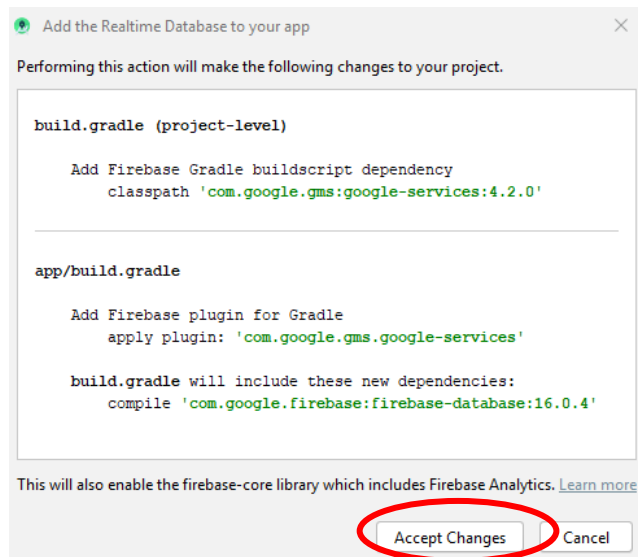 Add the Realtime Database to your app
Performing this action will make the following changes to your project.
build.gradle (project-level)
Add Firebase Gradle buildscript dependency
classpath 'com.google.gms:google-services:4.2.0'
app/build.gradle
Add Firebase plugin for Gradle
apply plugin: 'com.google.gms.google-services'
build.gradle will include these new dependencies:
compile 'com.google.firebase:firebase-database:16.0.4'
This will also enable the firebase-core library which includes Firebase Analytics. Learn more
Accept Changes Cancel